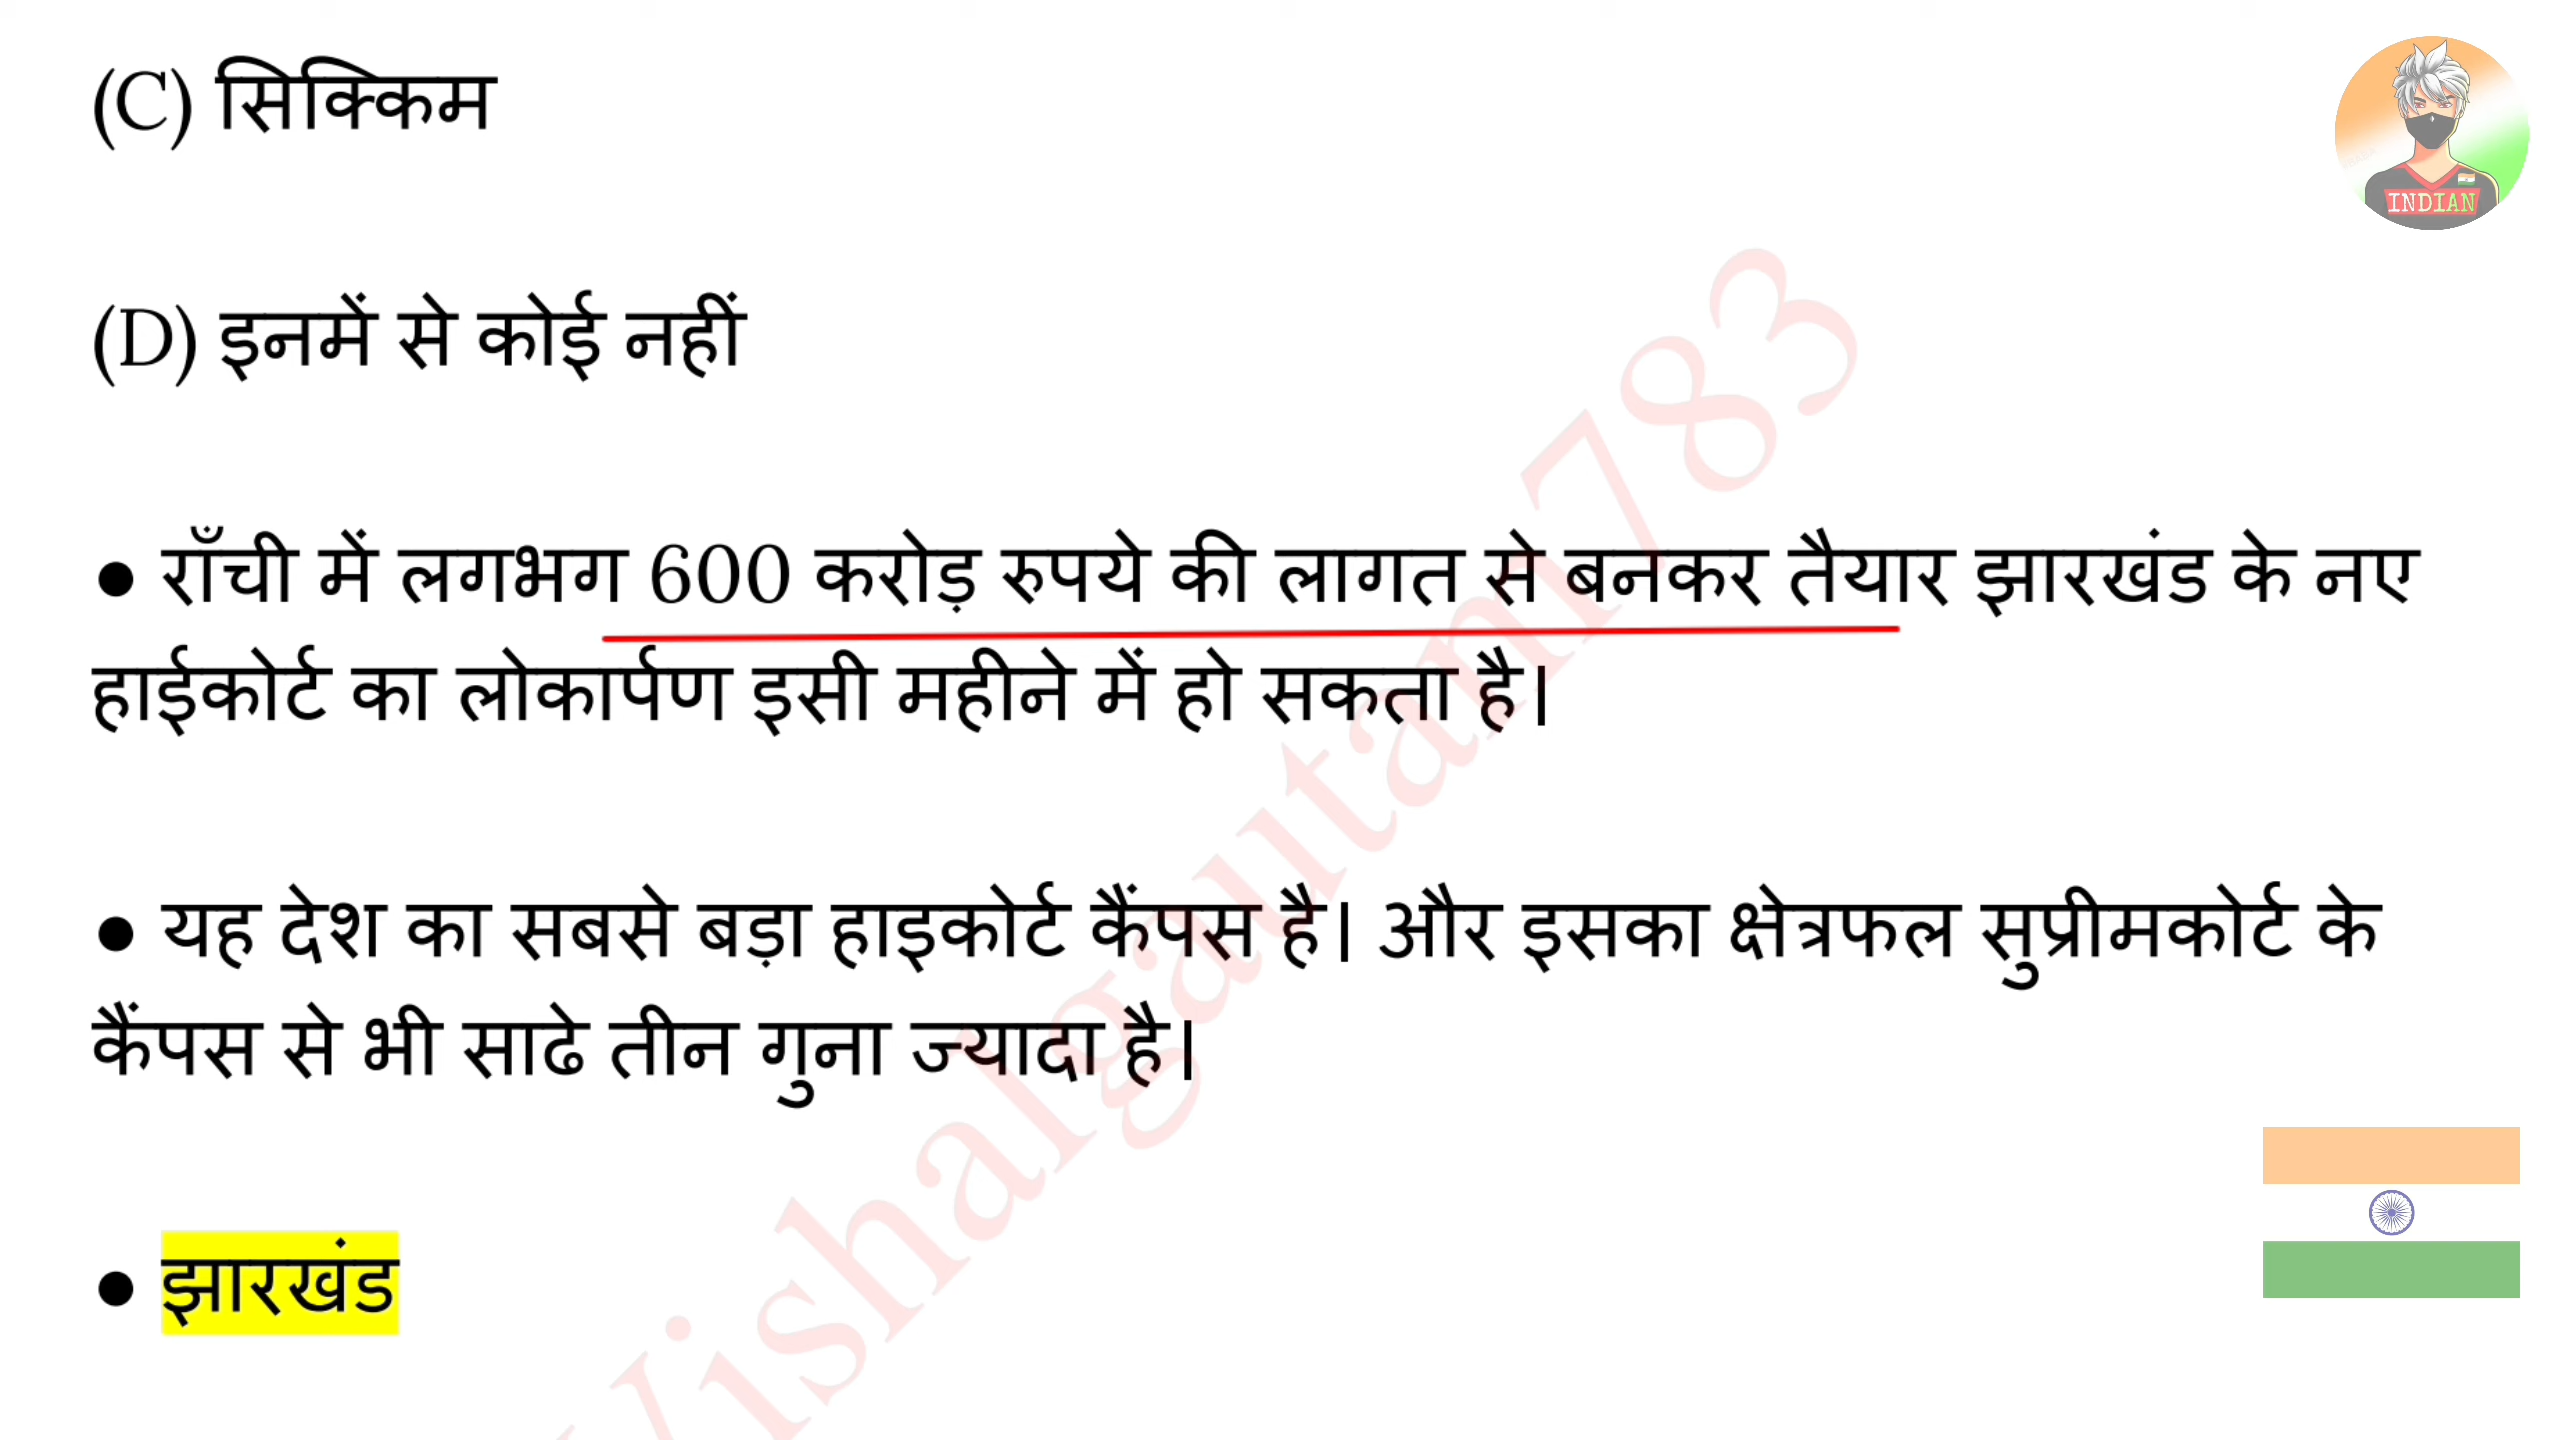 (C) सिक्किम
INDIAN
(D) इनमें से कोई नहीं
● राँची में लगभग 600 करोड़ रुपये की लागत से बनकर तैयार झारखंड के नए
हाईकोर्ट का लोकार्पण इसी महीने में हो सकता है।
● यह देश का सबसे बड़ा हाइकोर्ट कैंपस है। और इसका क्षेत्रफल सुप्रीमकोर्ट के
कैंपस से भी साढे तीन गुना ज्यादा है।
● झारखंड
Vishalgautam783